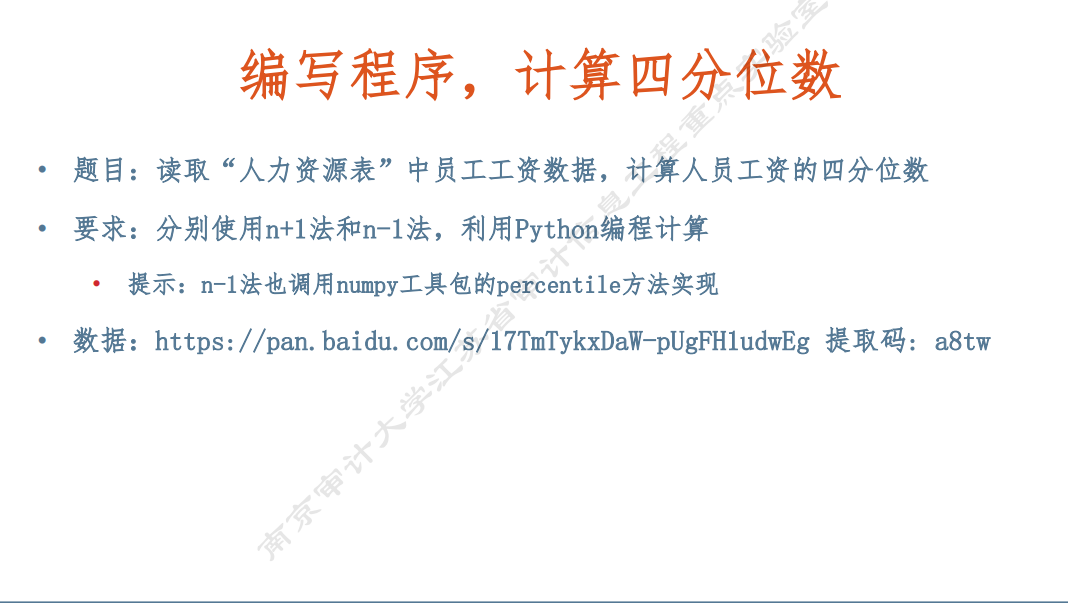 编写程序，计算四分位数
• 题目：读取“人力资源表”中员工工资数据，计算人员工资的四分位数
• 要求：分别使用n+1法和n-1法，利用Python编程计算
• 提示：n-1法也调用numpy工具包的percentile方法实现
• 数据：https://pan.baidu.com/s/17TmTykxDaW-pUgFH1udwEg 提取码：a8tw
南京审计大学江苏省审计信息工程重点实验室